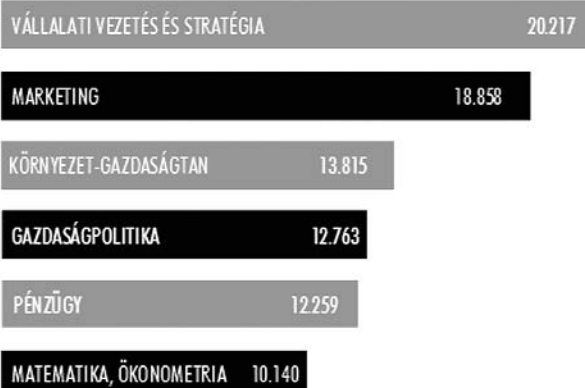 VÁLLALATI VEZETÉS ÉS STRATÉGIA 20.217
MARKETING 18.858
KÖRNYEZET-GAZDASÁGTAN 13.815
GAZDASÁGPOLITIKA 12.763
PÉNZÜGY 12.259
MATEMATIKA, ÖKONOMETRIA 10.140